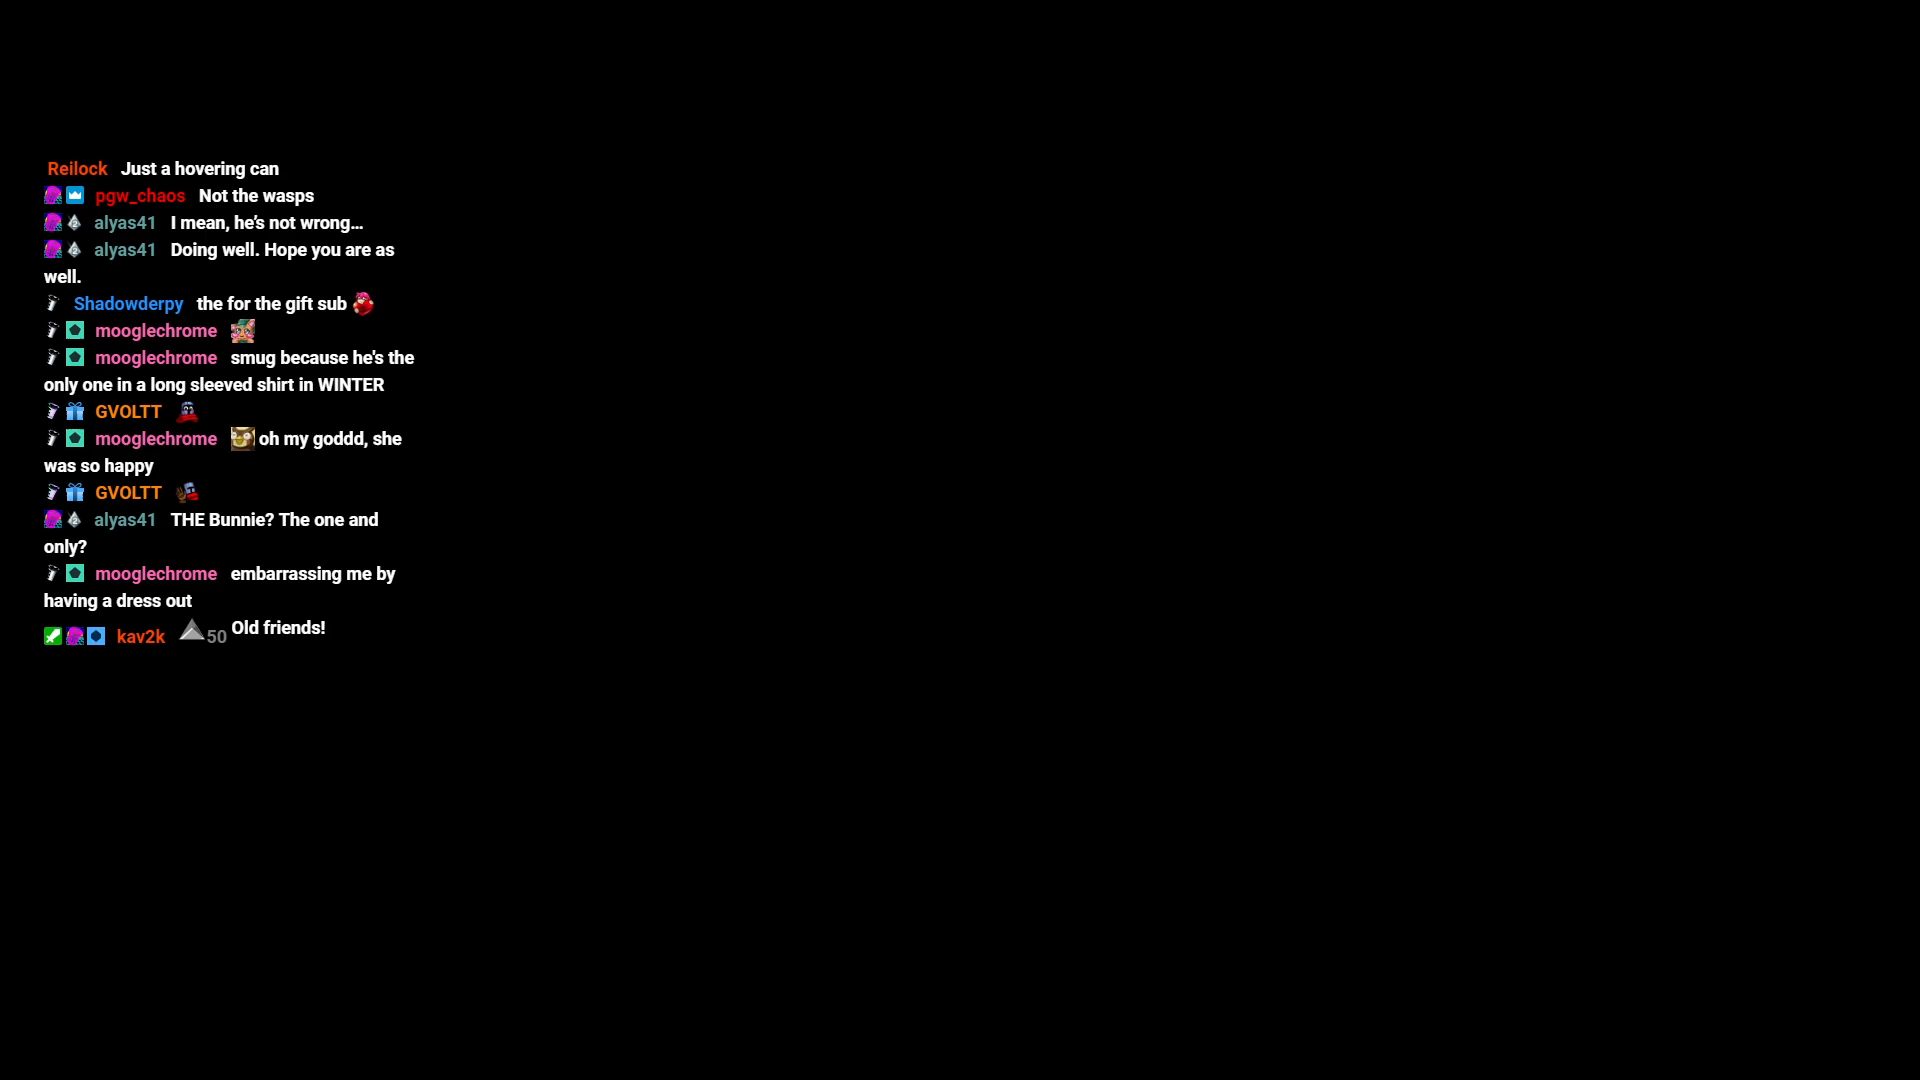 Reilock Just a hovering can
pgw_chaos Not the wasps
alyas41 I mean, he's not wrong...
alyas41 Doing well. Hope you are as
well.
Shadowderpy the for the gift sub
mooglechrome
mooglechrome smug because he's the
only one in a long sleeved shirt in WINTER
GVOLTT
mooglechrome oh my goddd, she
was so happy
GVOLTT
alyas41 THE Bunnie? The one and
only?
mooglechrome embarrassing me by
having a dress out
kav2k 50 Old friends!